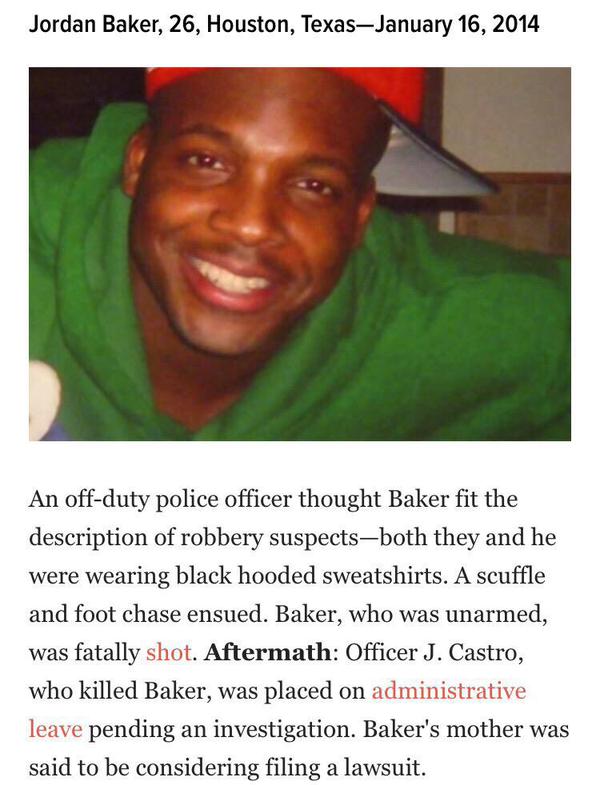 Jordan Baker, 26, Houston, Texas—January 16, 2014
An off-duty police officer thought Baker fit the
description of robbery suspects—both they and he
were wearing black hooded sweatshirts. A scuffle
and foot chase ensued. Baker, who was unarmed,
was fatally shot. Aftermath: Officer J. Castro,
who killed Baker, was placed on administrative
leave pending an investigation. Baker's mother was
said to be considering filing a lawsuit.